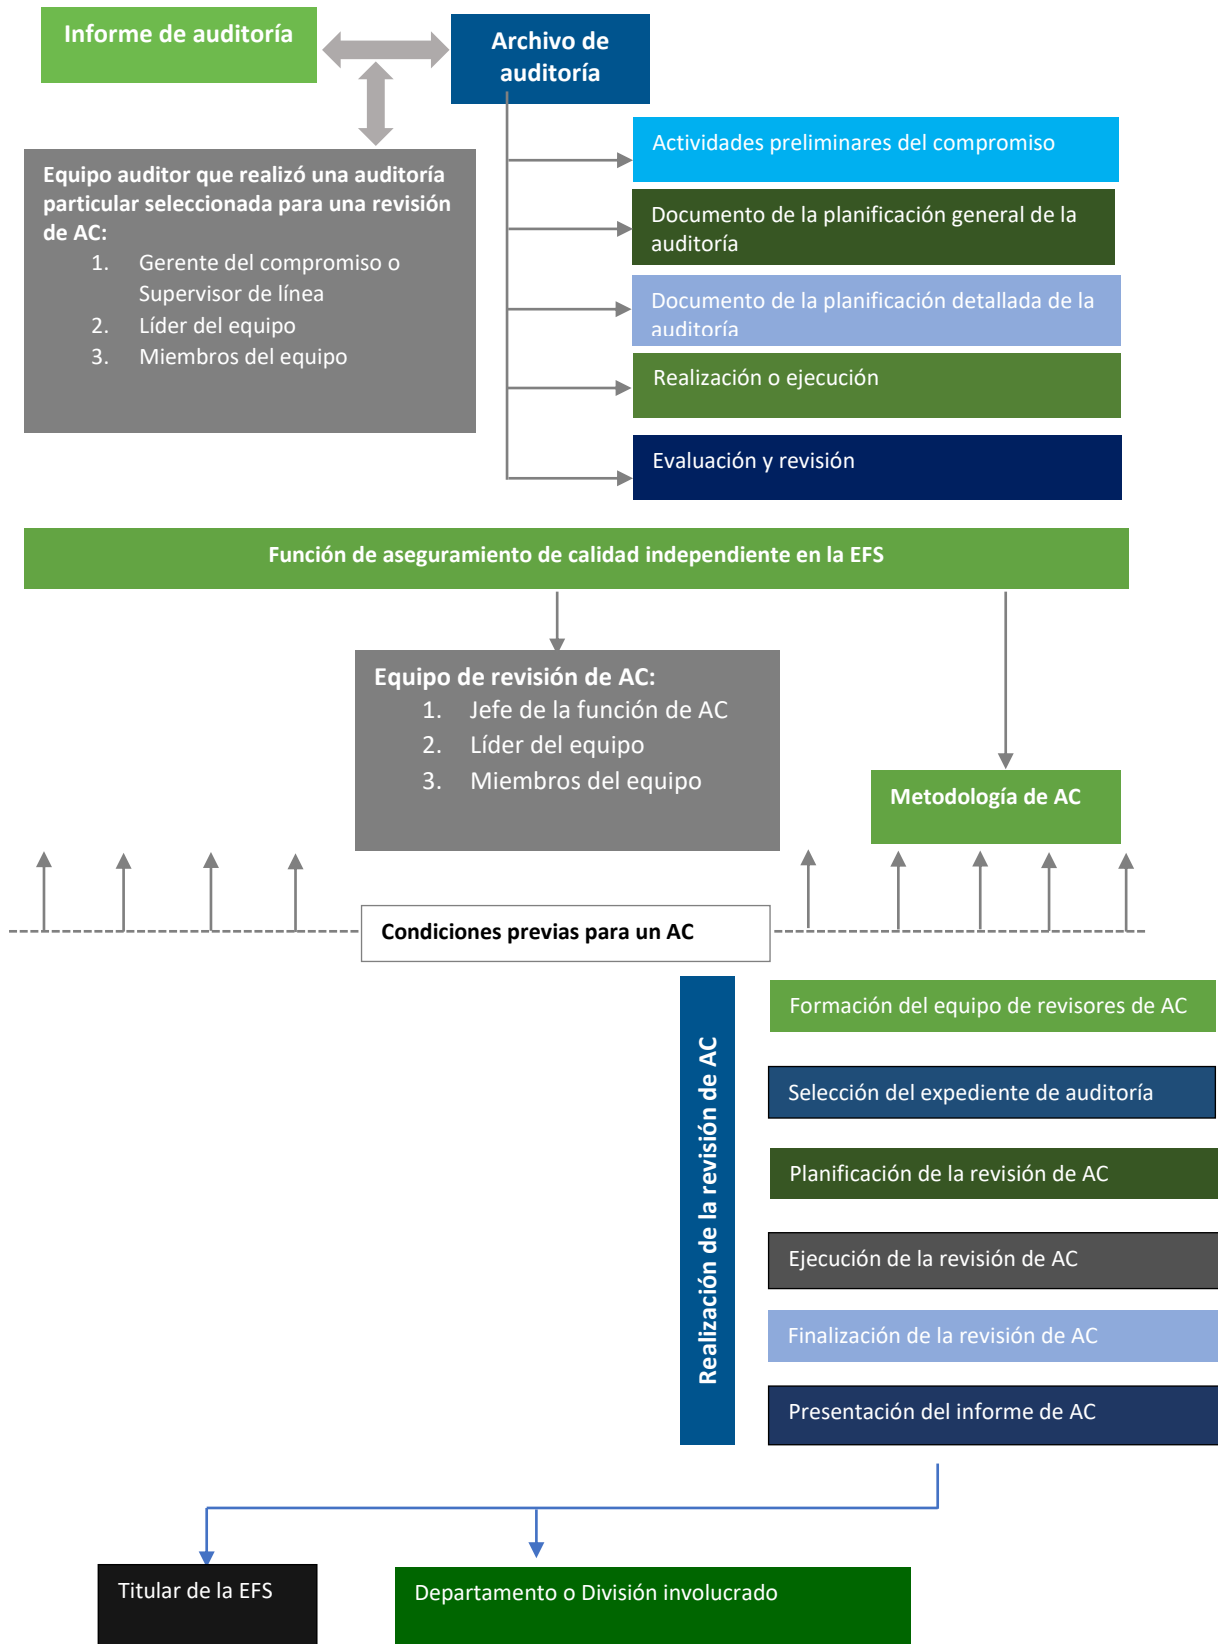 Informe de auditoría
Archivo de
auditoría
Actividades preliminares del compromiso
Equipo auditor que realizó una auditoría
particular seleccionada para una revisión
de AC:
1. Gerente del compromiso o
Supervisor de línea
2. Líder del equipo
3. Miembros del equipo
Documento de la planificación general de la
auditoría
Documento de la planificación detallada de la
auditoría
Realización o ejecución
Evaluación y revisión
Función de aseguramiento de calidad independiente en la EFS
Equipo de revisión de AC:
1. Jefe de la función de AC
2. Líder del equipo
3. Miembros del equipo
Metodología de AC
Condiciones previas para un AC
Realización de la revisión de AC
Formación del equipo de revisores de AC
Selección del expediente de auditoría
Planificación de la revisión de AC
Ejecución de la revisión de AC
Finalización de la revisión de AC
Presentación del informe de AC
Titular de la EFS
Departamento o División involucrado